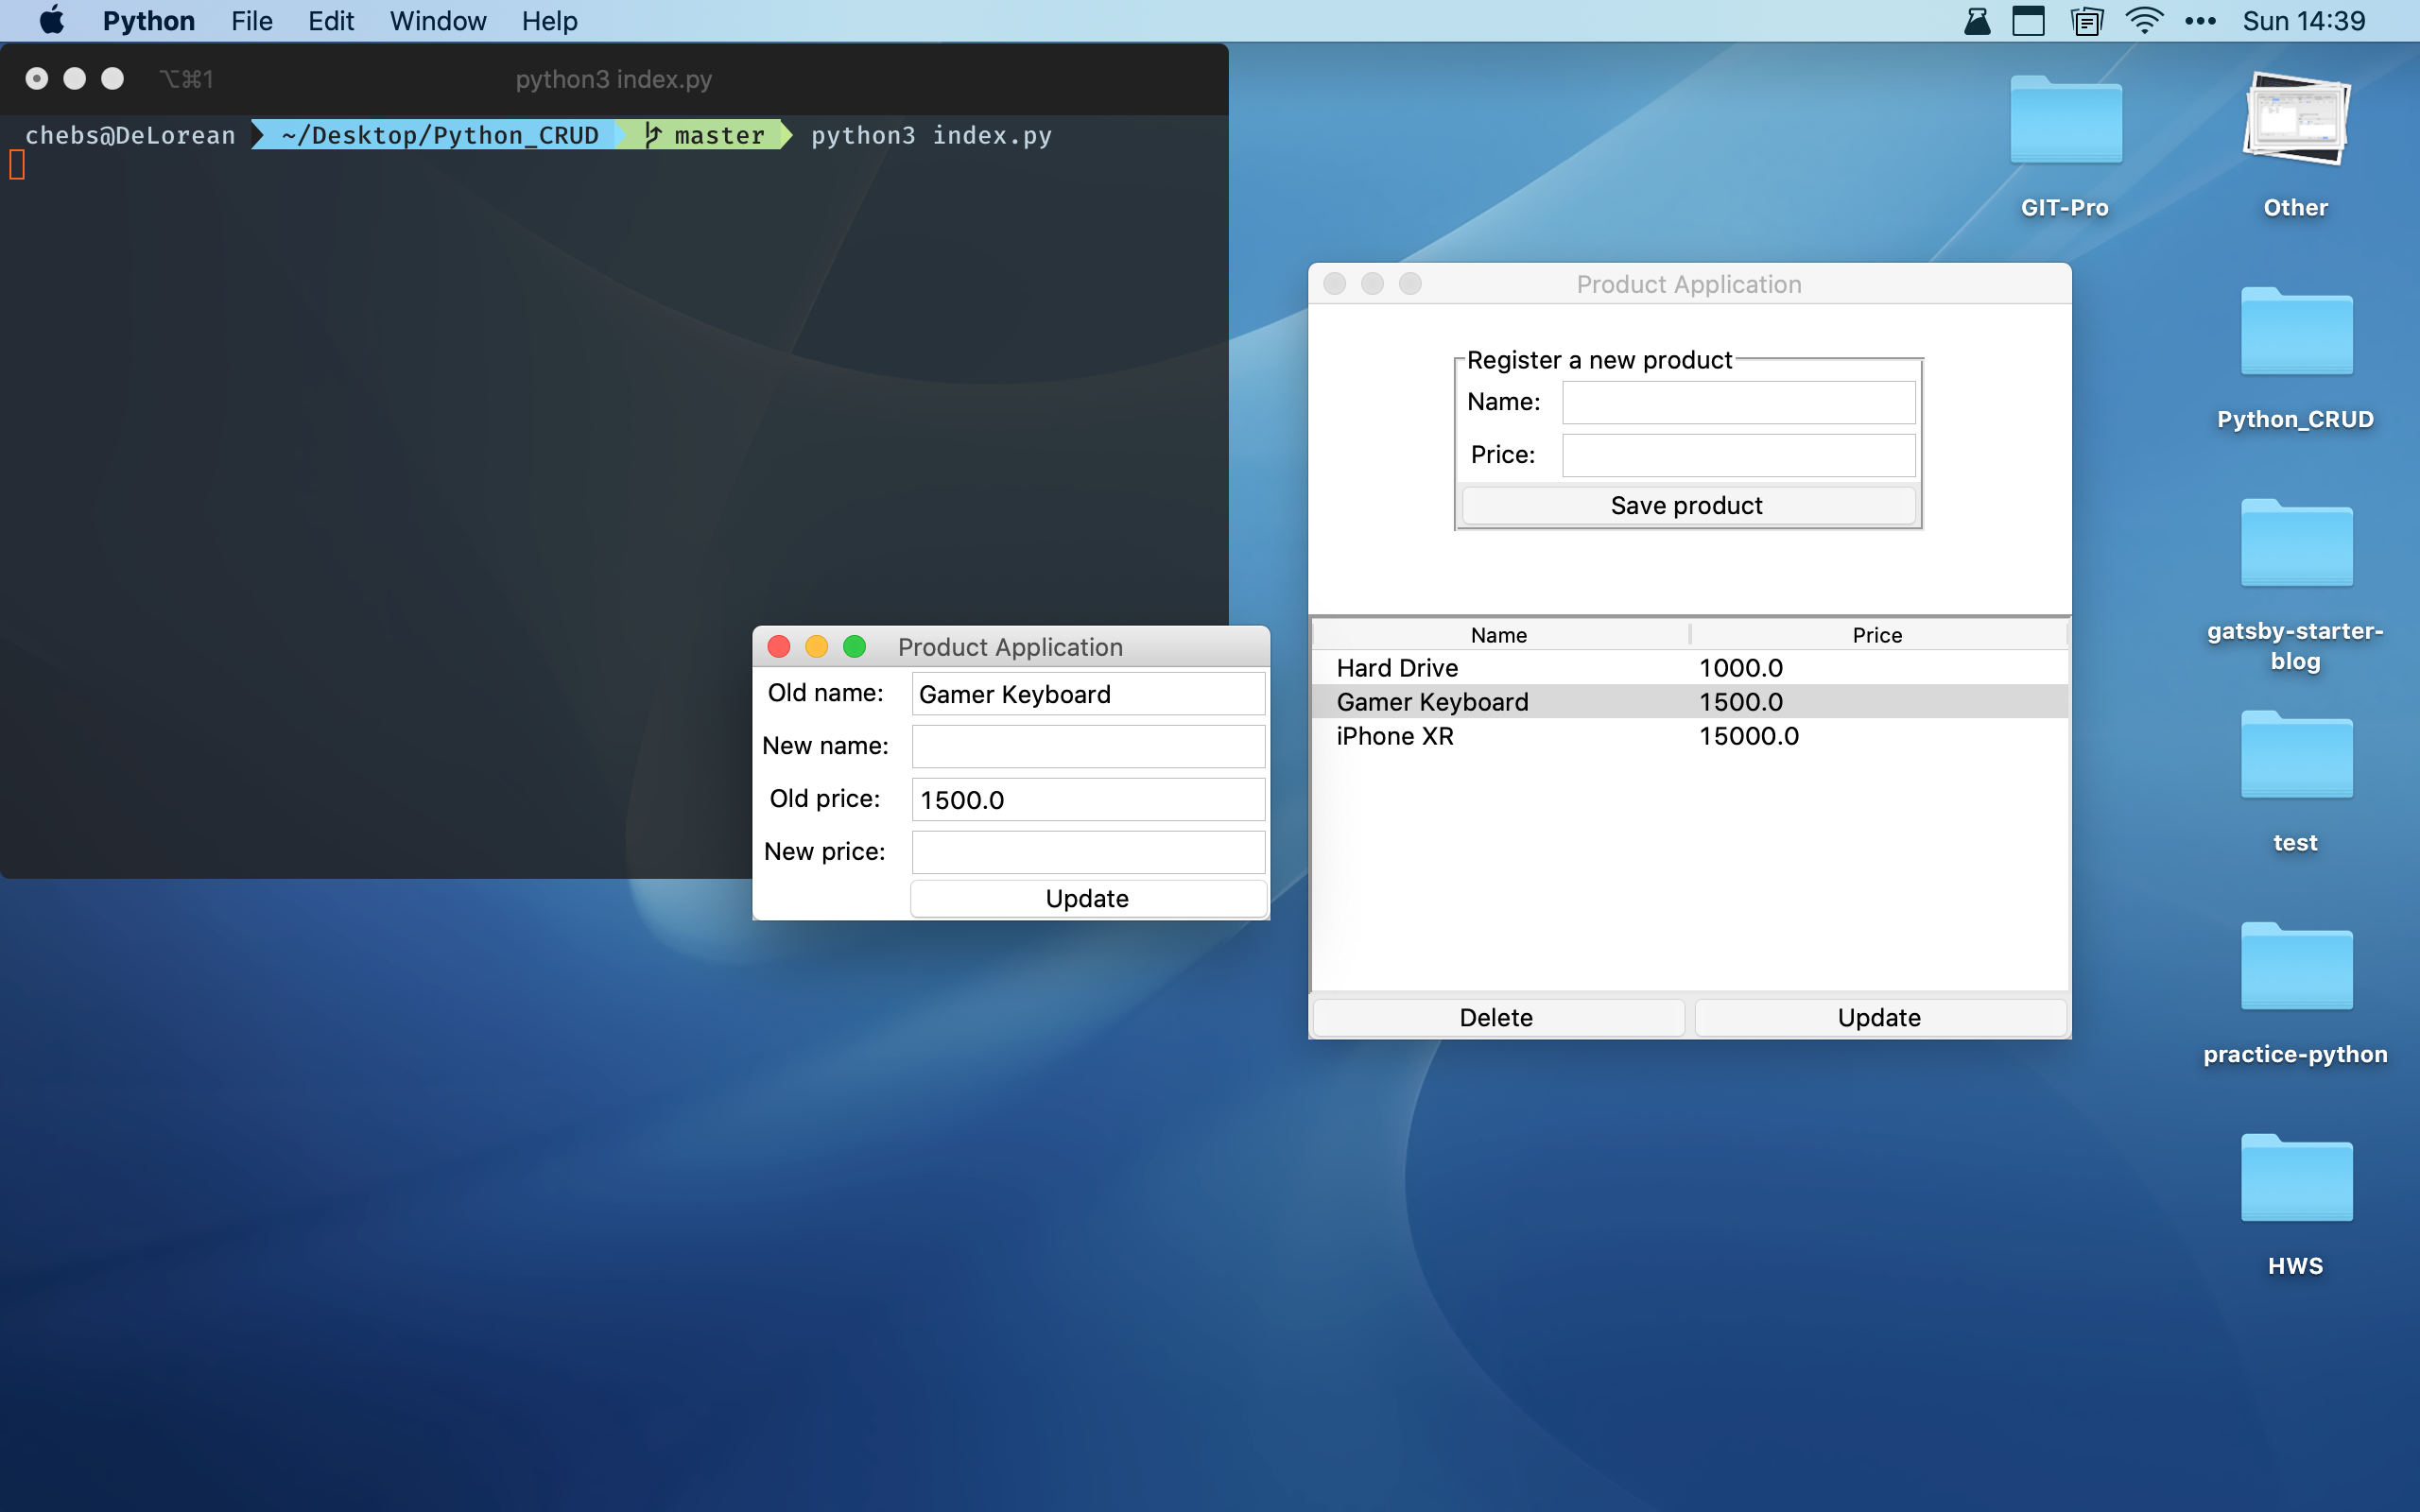 Python File Edit Window Help Sun 14:39
⌥⌘1 python3 index.py
chebs@DeLorean ~/Desktop/Python_CRUD master python3 index.py
Product Application
Old name: Gamer Keyboard
New name:
Old price: 1500.0
New price:
Update
Product Application
Register a new product
Name:
Price:
Save product
Name Price
Hard Drive 1000.0
Gamer Keyboard 1500.0
iPhone XR 15000.0
Delete Update
GIT-Pro
Other
Python_CRUD
gatsby-starter-
blog
test
practice-python
HWS